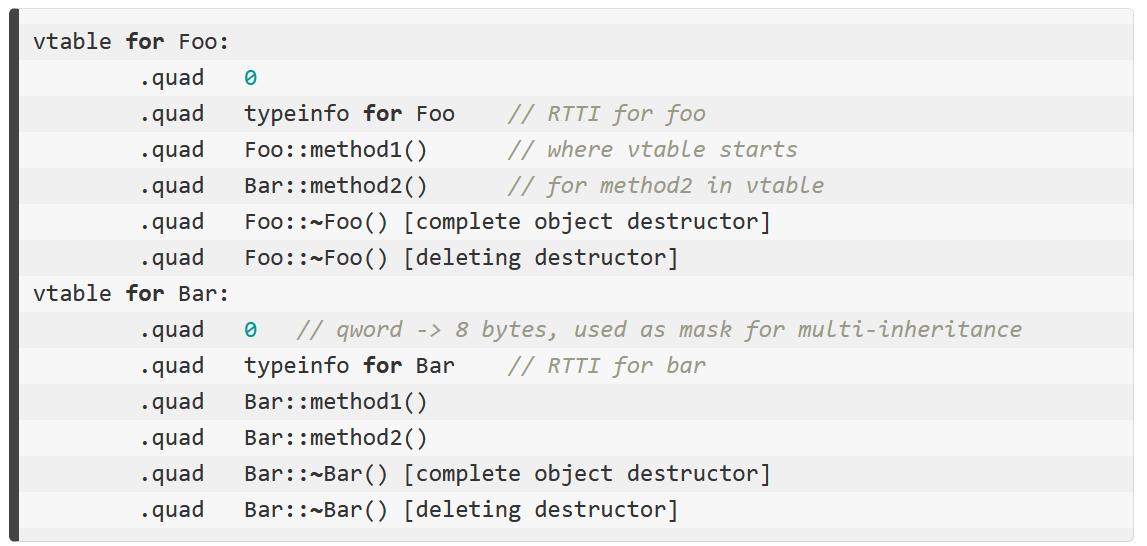 vtable for Foo:
        .quad   0
        .quad   typeinfo for Foo    // RTTI for foo
        .quad   Foo::method1()      // where vtable starts
        .quad   Bar::method2()      // for method2 in vtable
        .quad   Foo::~Foo() [complete object destructor]
        .quad   Foo::~Foo() [deleting destructor]
vtable for Bar:
        .quad   0   // qword -> 8 bytes, used as mask for multi-inheritance
        .quad   typeinfo for Bar    // RTTI for bar
        .quad   Bar::method1()
        .quad   Bar::method2()
        .quad   Bar::~Bar() [complete object destructor]
        .quad   Bar::~Bar() [deleting destructor]